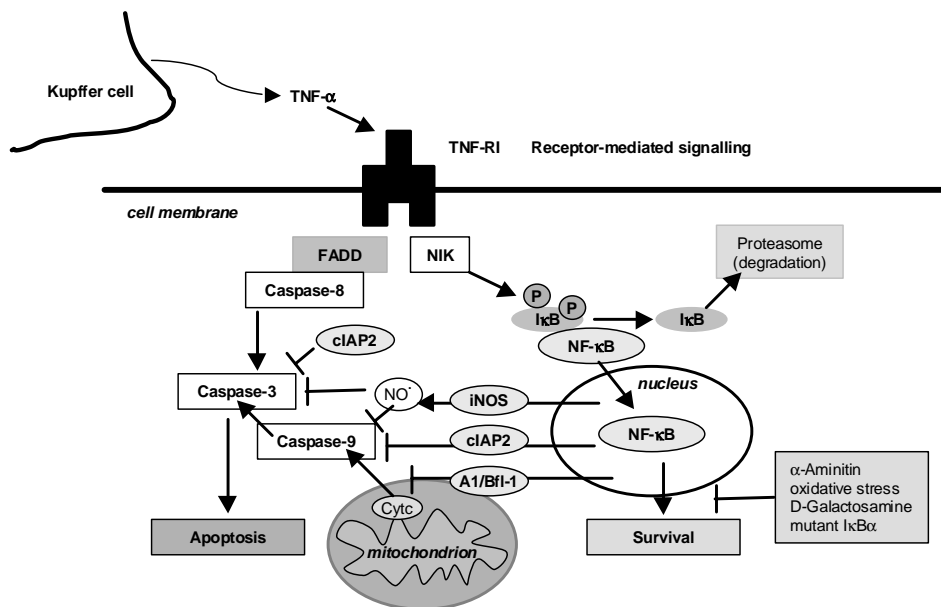 Kupffer cell
TNF-α
TNF-RI Receptor-mediated signalling
cell membrane
FADD
NIK
Proteasome
(degradation)
Caspase-8
P
P
IκB
IκB
cIAP2
NF-κB
nucleus
Caspase-3
NO·
iNOS
Caspase-9
cIAP2
NF-κB
A1/Bfl-1
α-Aminitin
oxidative stress
D-Galactosamine
mutant IκBα
Cytc
Apoptosis
mitochondrion
Survival